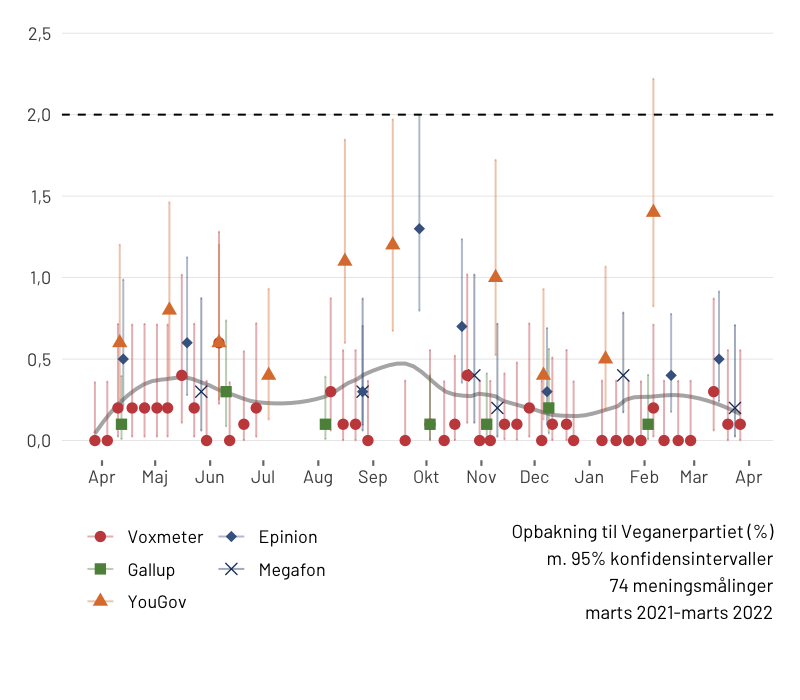 2,5
2,0
1,5
1,0
0,5
0,0
Apr Maj Jun Jul Aug Sep Okt Nov Dec Jan Feb Mar Apr
Voxmeter Epinion
Gallup Megafon
YouGov
Opbakning til Veganerpartiet (%)
m. 95% konfidensintervaller
74 meningsmålinger
marts 2021-marts 2022